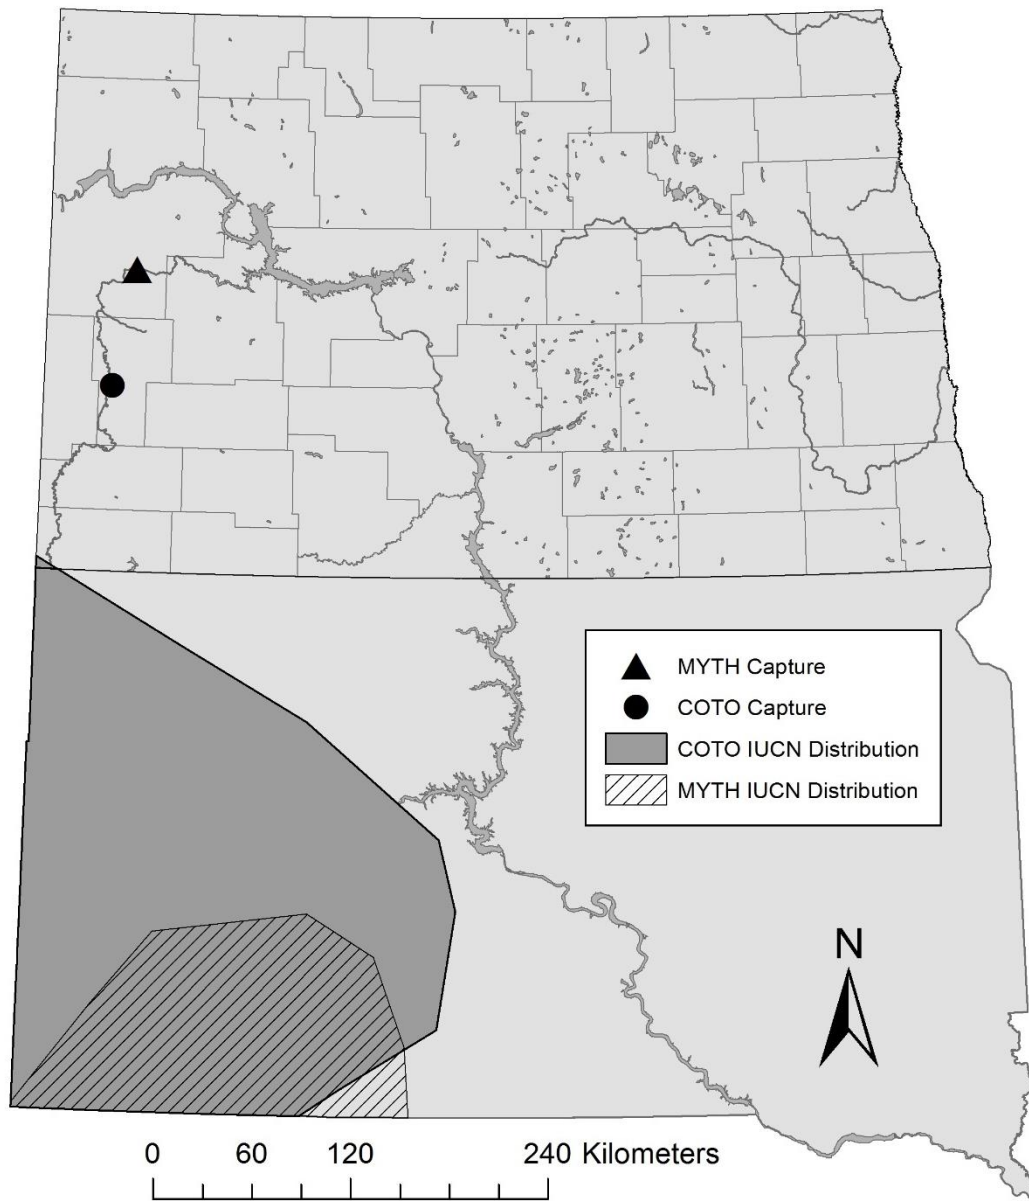 MYTH Capture
COTO Capture
COTO IUCN Distribution
MYTH IUCN Distribution
N
0 60 120 240 Kilometers